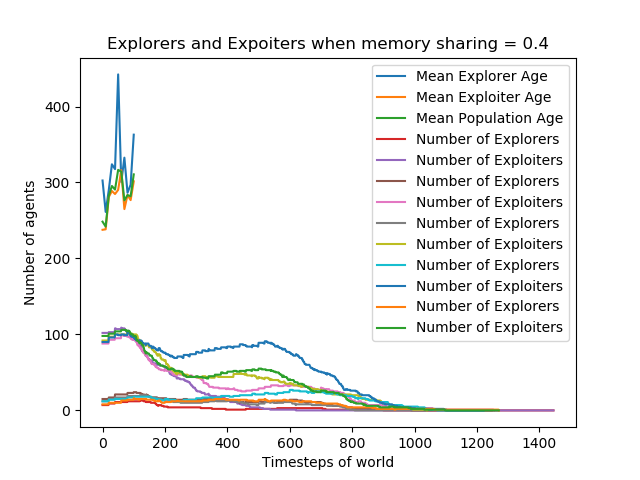 Explorers and Expoiters when memory sharing = 0.4
Mean Explorer Age
Mean Exploiter Age
Mean Population Age
Number of Explorers
Number of Exploiters
Number of Explorers
Number of Exploiters
Number of Explorers
Number of Exploiters
Number of Explorers
Number of Exploiters
Number of Explorers
Number of Exploiters
Number of agents
400
300
200
100
0
0
200
400
600
800
1000
1200
1400
Timesteps of world